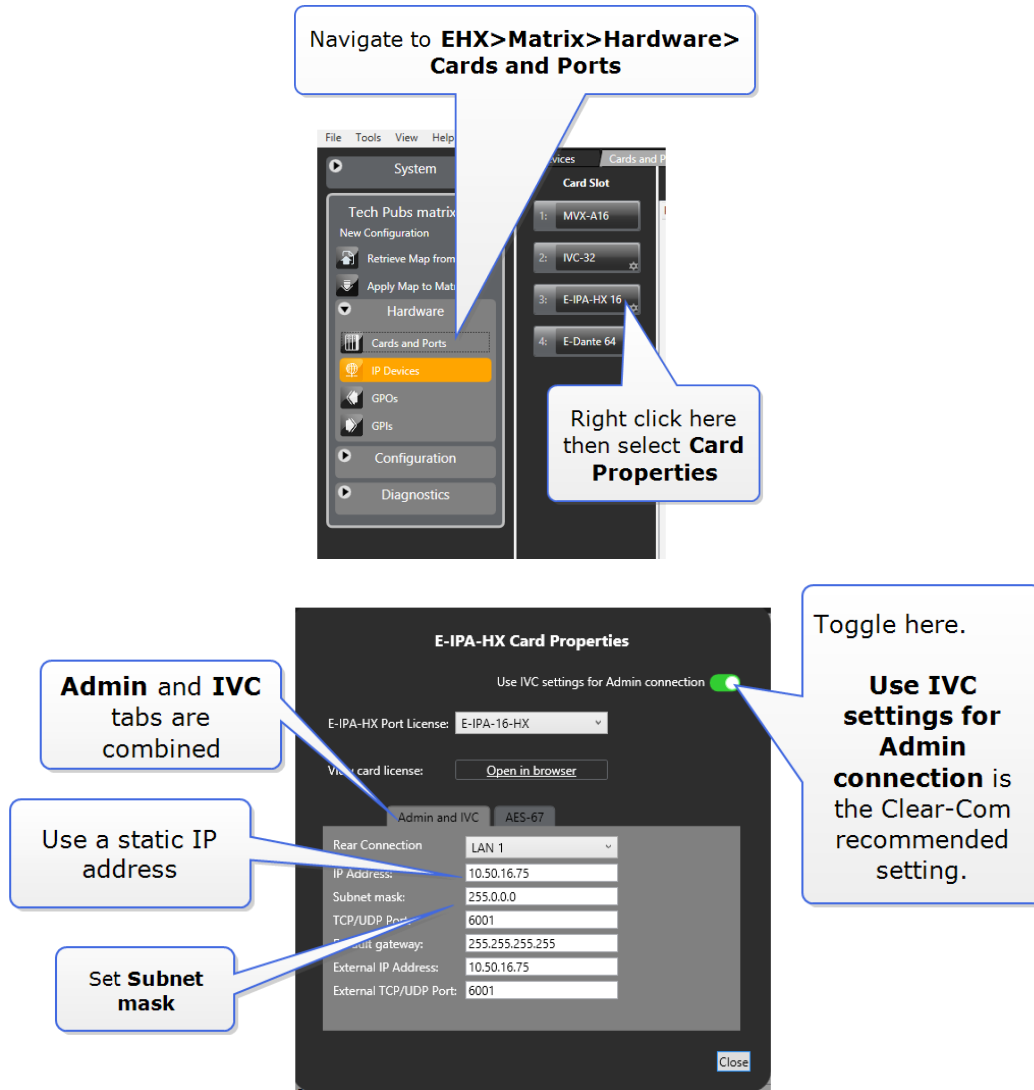 Navigate to EHX>Matrix>Hardware>
Cards and Ports
File Tools View Help
System
Tech Pubs matrix
New Configuration
Retrieve Map from
Apply Map to
Hardware
Cards and Ports
IP Devices
GPOs
GPIs
Configuration
Diagnostics
Cards and
Card Slot
1: MVX-A16
2: IVC-32
3: E-IPA-HX 16
4: E-Dante 64
Right click here
then select Card
Properties
E-IPA-HX Card Properties
Use IVC settings for Admin connection
E-IPA-HX Port License: E-IPA-16-HX
card license: Open in browser
Admin and IVC AES-67
Rear Connection LAN 1
IP Address: 10.50.16.75
Subnet mask: 255.0.0.0
TCP/UDP Port: 6001
gateway: 255.255.255.255
External IP Address: 10.50.16.75
External TCP/UDP Port: 6001
Close
Admin and IVC
tabs are
combined
Use a static IP
address
Set Subnet
mask
Toggle here.
Use IVC
settings for
Admin
connection is
the Clear-Com
recommended
setting.